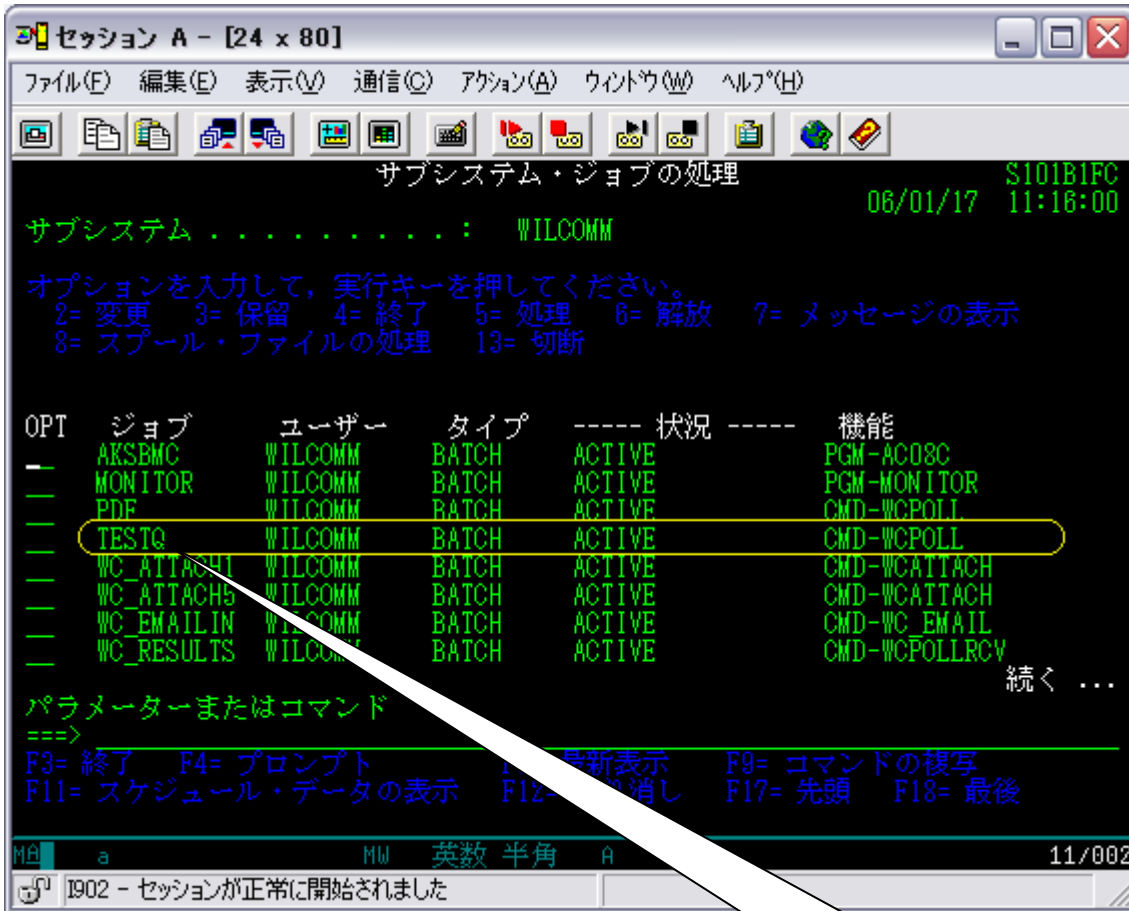 セッション A - [24 x 80]
ファイル(F) 編集(E) 表示(V) 通信(C) アクション(A) ウィンドウ(W) ヘルプ(H)
サブシステム・ジョブの処理 S101B1FC
06/01/17 11:16:00
サブシステム . . . . . . . . . . : WILCOMM
オプションを入力して, 実行キーを押してください。
2= 変更 3= 保留 4= 終了 5= 処理 6= 解放 7= メッセージの表示
8= スプール・ファイルの処理 13= 切断
OPT ジョブ ユーザー タイプ ----- 状況 ----- 機能
AKSBMC WILCOMM BATCH ACTIVE PGM-AC08C
MONITOR WILCOMM BATCH ACTIVE PGM-MONITOR
PDF WILCOMM BATCH ACTIVE CMD-WCPOLL
TESTQ WILCOMM BATCH ACTIVE CMD-WCPOLL
WC_ATTACH1 WILCOMM BATCH ACTIVE CMD-WCATTACH
WC_ATTACH5 WILCOMM BATCH ACTIVE CMD-WCATTACH
WC_EMAILIN WILCOMM BATCH ACTIVE CMD-WC_EMAIL
WC_RESULTS WILCOMM BATCH ACTIVE CMD-WCPOLLRCV
続く ...
パラメーターまたはコマンド
===>
F3= 終了 F4= プロンプト 最新表示 F9= コマンドの複写
F11= スケジュール・データの表示 F12= 消し F17= 先頭 F18= 最後
MA a MW 英数 半角 A 11/002
I902 - セッションが正常に開始されました